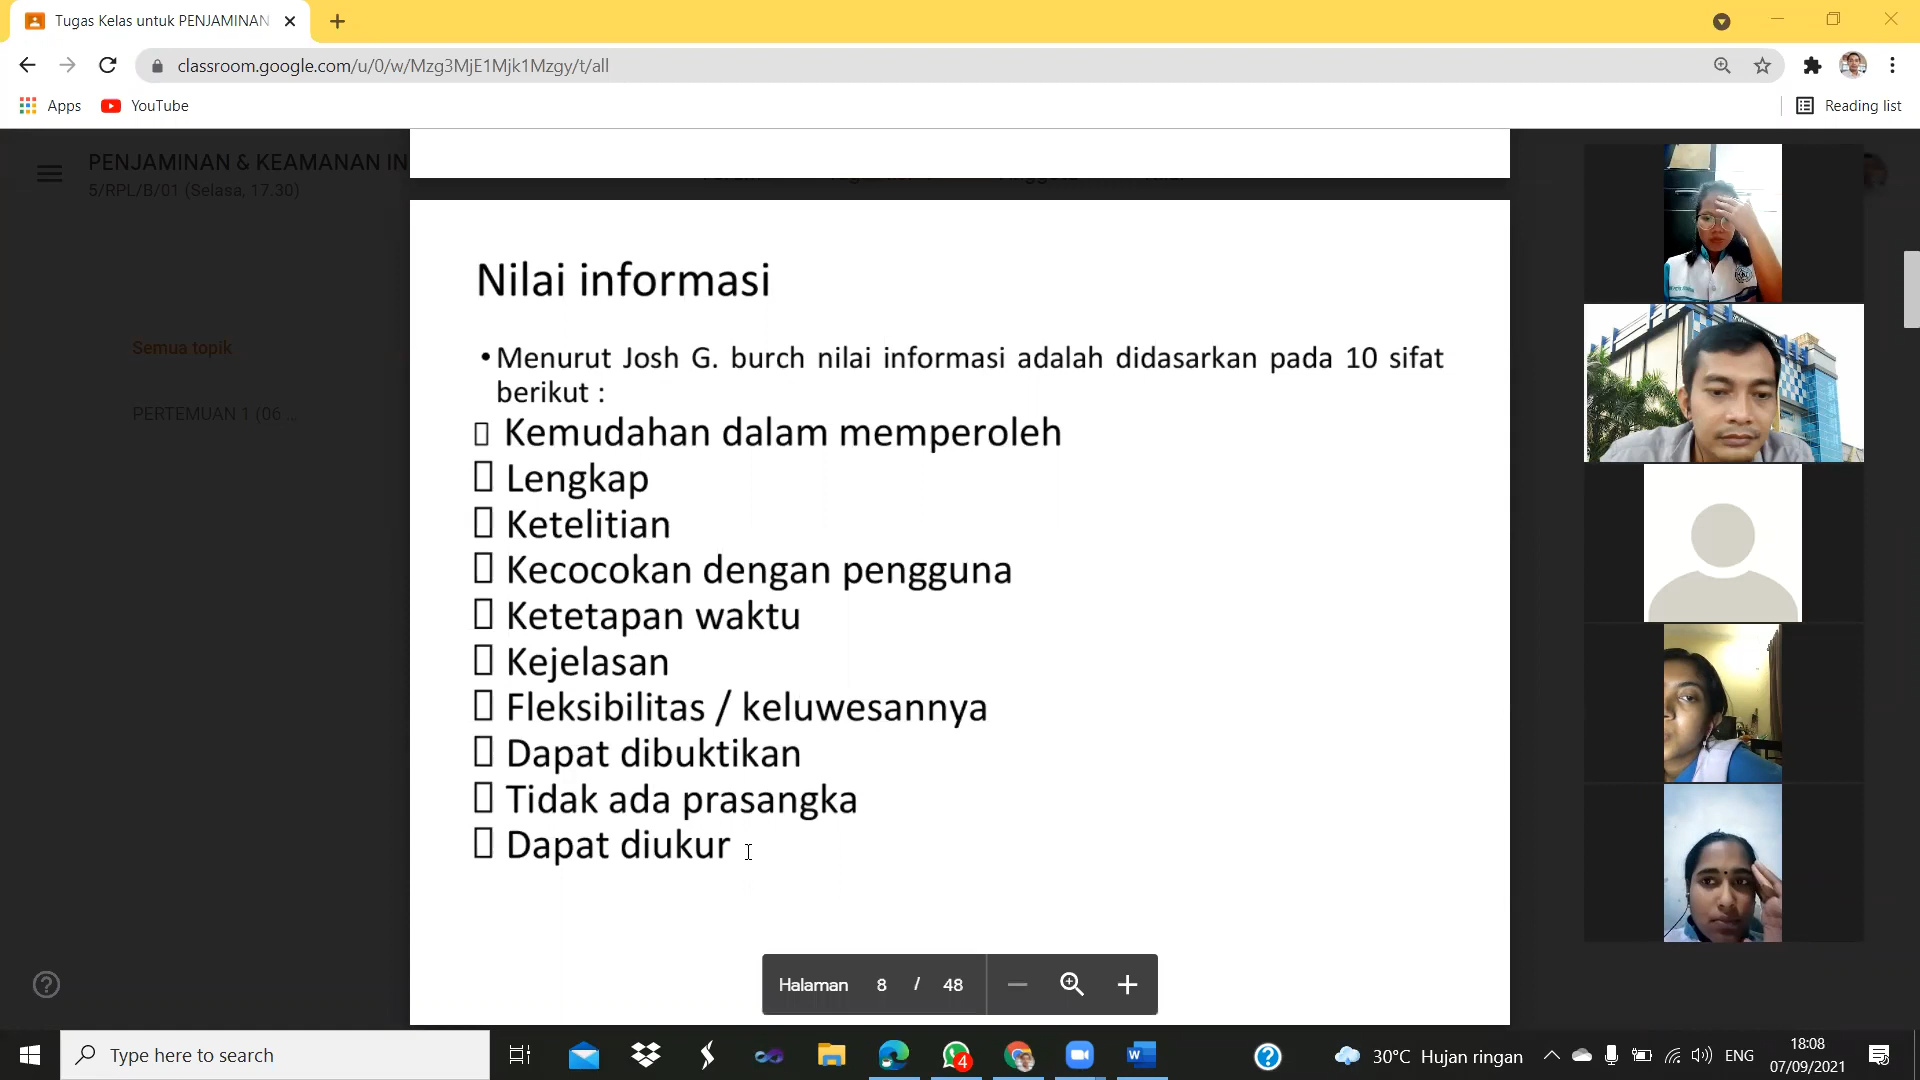 Tugas Kelas untuk PENJAMINAN
classroom.google.com/u/0/w/Mzg3MjE1Mjk1Mzgy/t/all
Apps
YouTube
Reading list
PENJAMINAN & KEAMANAN IN
5/RPL/B/01 (Selasa, 17.30)
Semua topik
PERTEMUAN 1 (06 ...
Nilai informasi
• Menurut Josh G. burch nilai informasi adalah didasarkan pada 10 sifat
berikut :
Kemudahan dalam memperoleh
Lengkap
Ketelitian
Kecocokan dengan pengguna
Ketetapan waktu
Kejelasan
Fleksibilitas / keluwesannya
Dapat dibuktikan
Tidak ada prasangka
Dapat diukur
Halaman 8 / 48
Type here to search
4
30°C Hujan ringan
ENG
18:08
07/09/2021